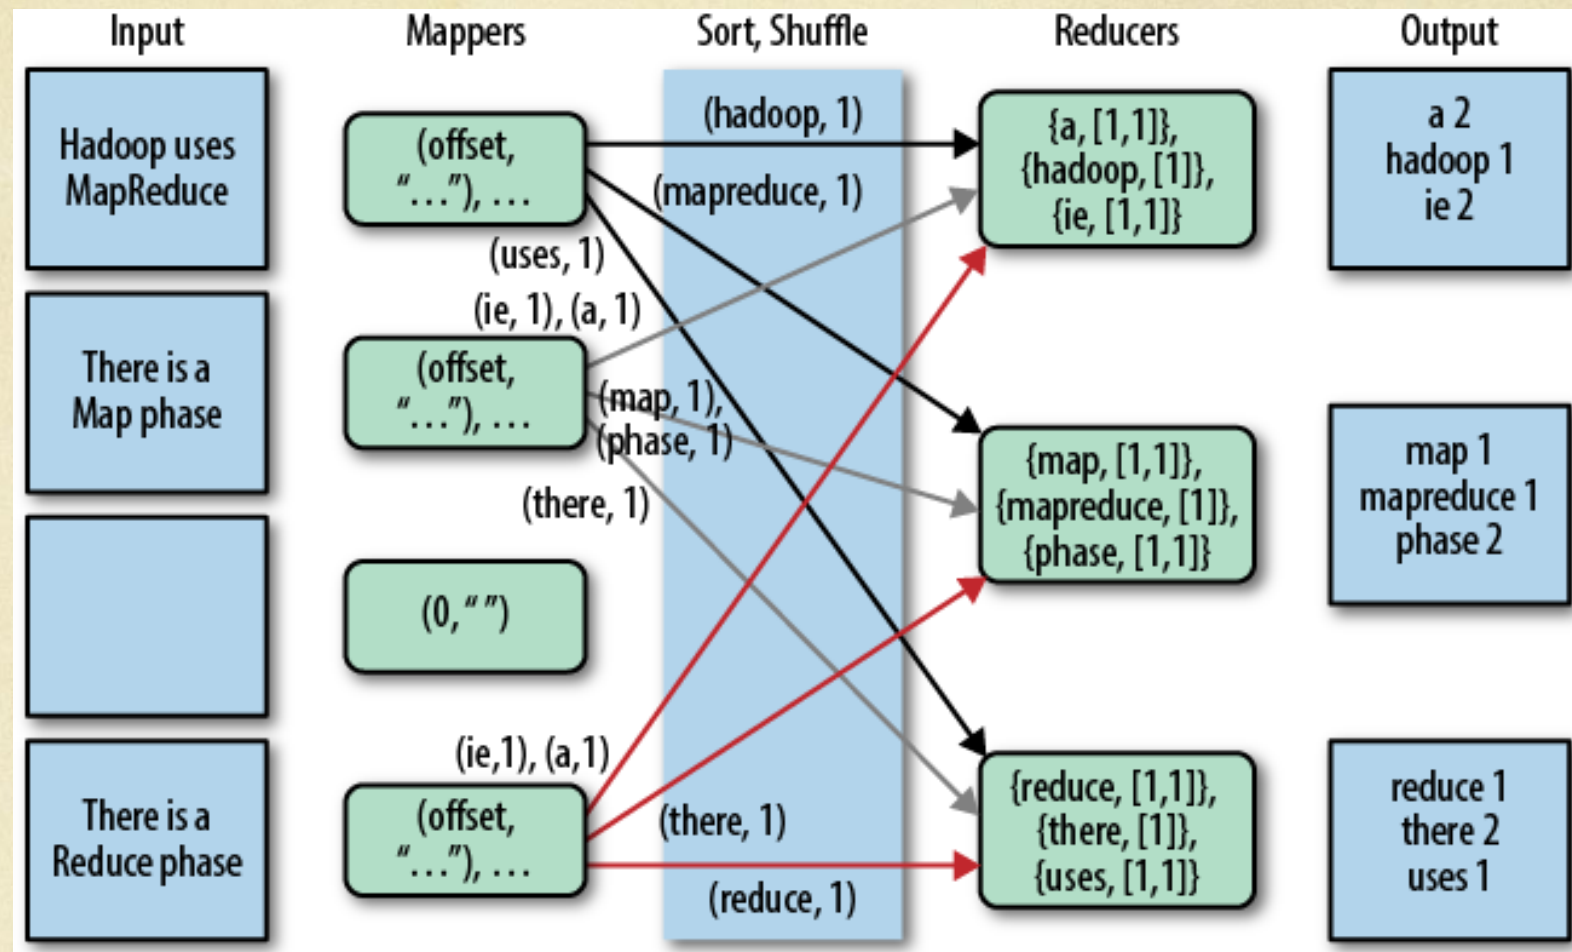 Input
Mappers
Sort, Shuffle
Reducers
Output
Hadoop uses
MapReduce
There is a
Map phase
There is a
Reduce phase
(offset,
“…”), …
(offset,
“…”), …
(0, “ ”)
(offset,
“…”), …
(hadoop, 1)
(mapreduce, 1)
(uses, 1)
(ie, 1), (a, 1)
(map, 1),
(phase, 1)
(there, 1)
(ie,1), (a,1)
(there, 1)
(reduce, 1)
{a, [1,1]},
{hadoop, [1]},
{ie, [1,1]}
{map, [1,1]},
{mapreduce, [1]},
{phase, [1,1]}
{reduce, [1,1]},
{there, [1]},
{uses, [1,1]}
a 2
hadoop 1
ie 2
map 1
mapreduce 1
phase 2
reduce 1
there 2
uses 1